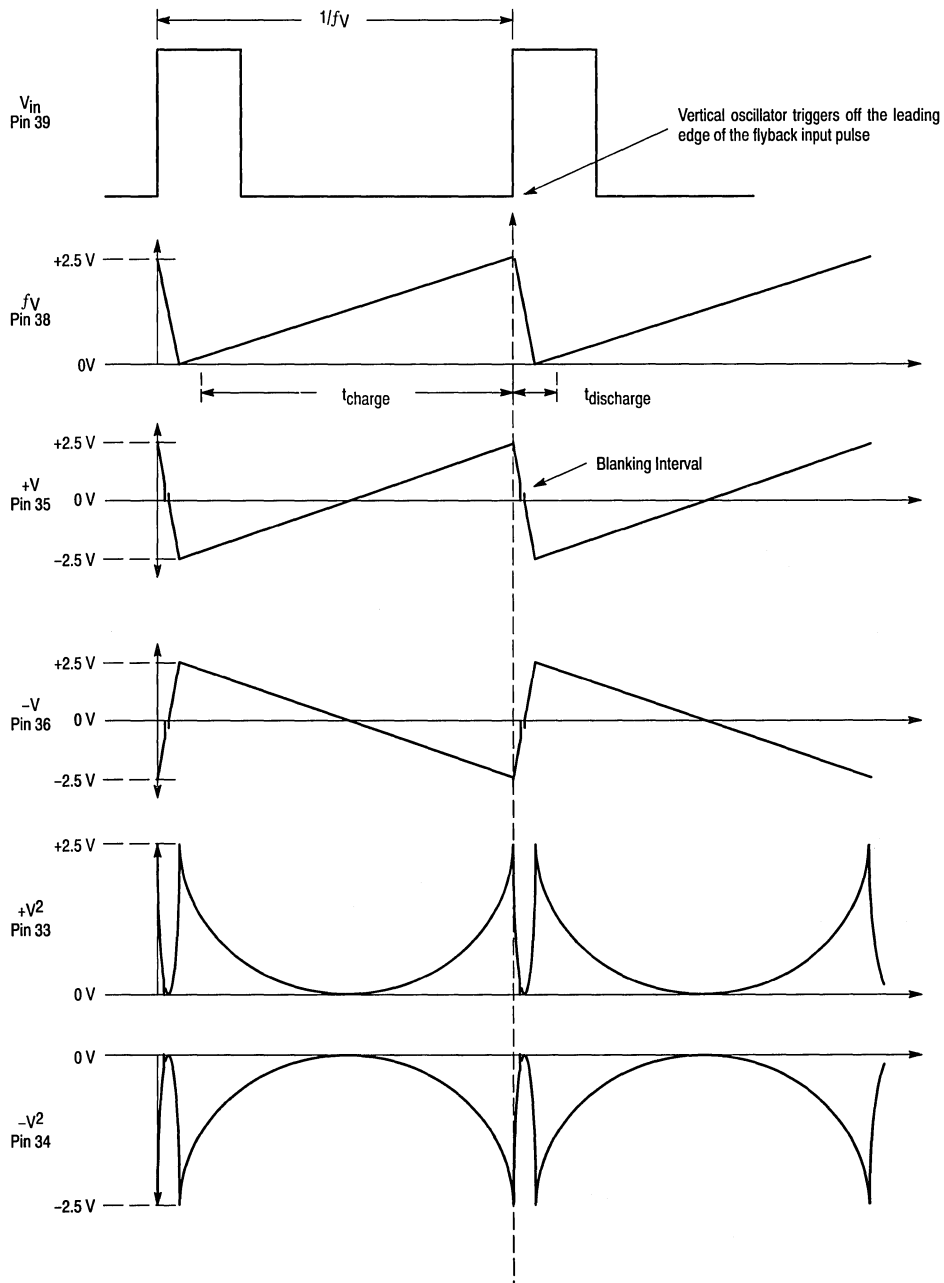 1/fV
Vin
Pin 39
Vertical oscillator triggers off the leading
edge of the flyback input pulse
+2.5 V
fV
Pin 38
0V
tcharge
tdischarge
+2.5 V
Blanking Interval
+V
Pin 35
0 V
−2.5 V
+2.5 V
−V
Pin 36
0 V
−2.5 V
+2.5 V
+V2
Pin 33
0 V
0 V
−V2
Pin 34
−2.5 V